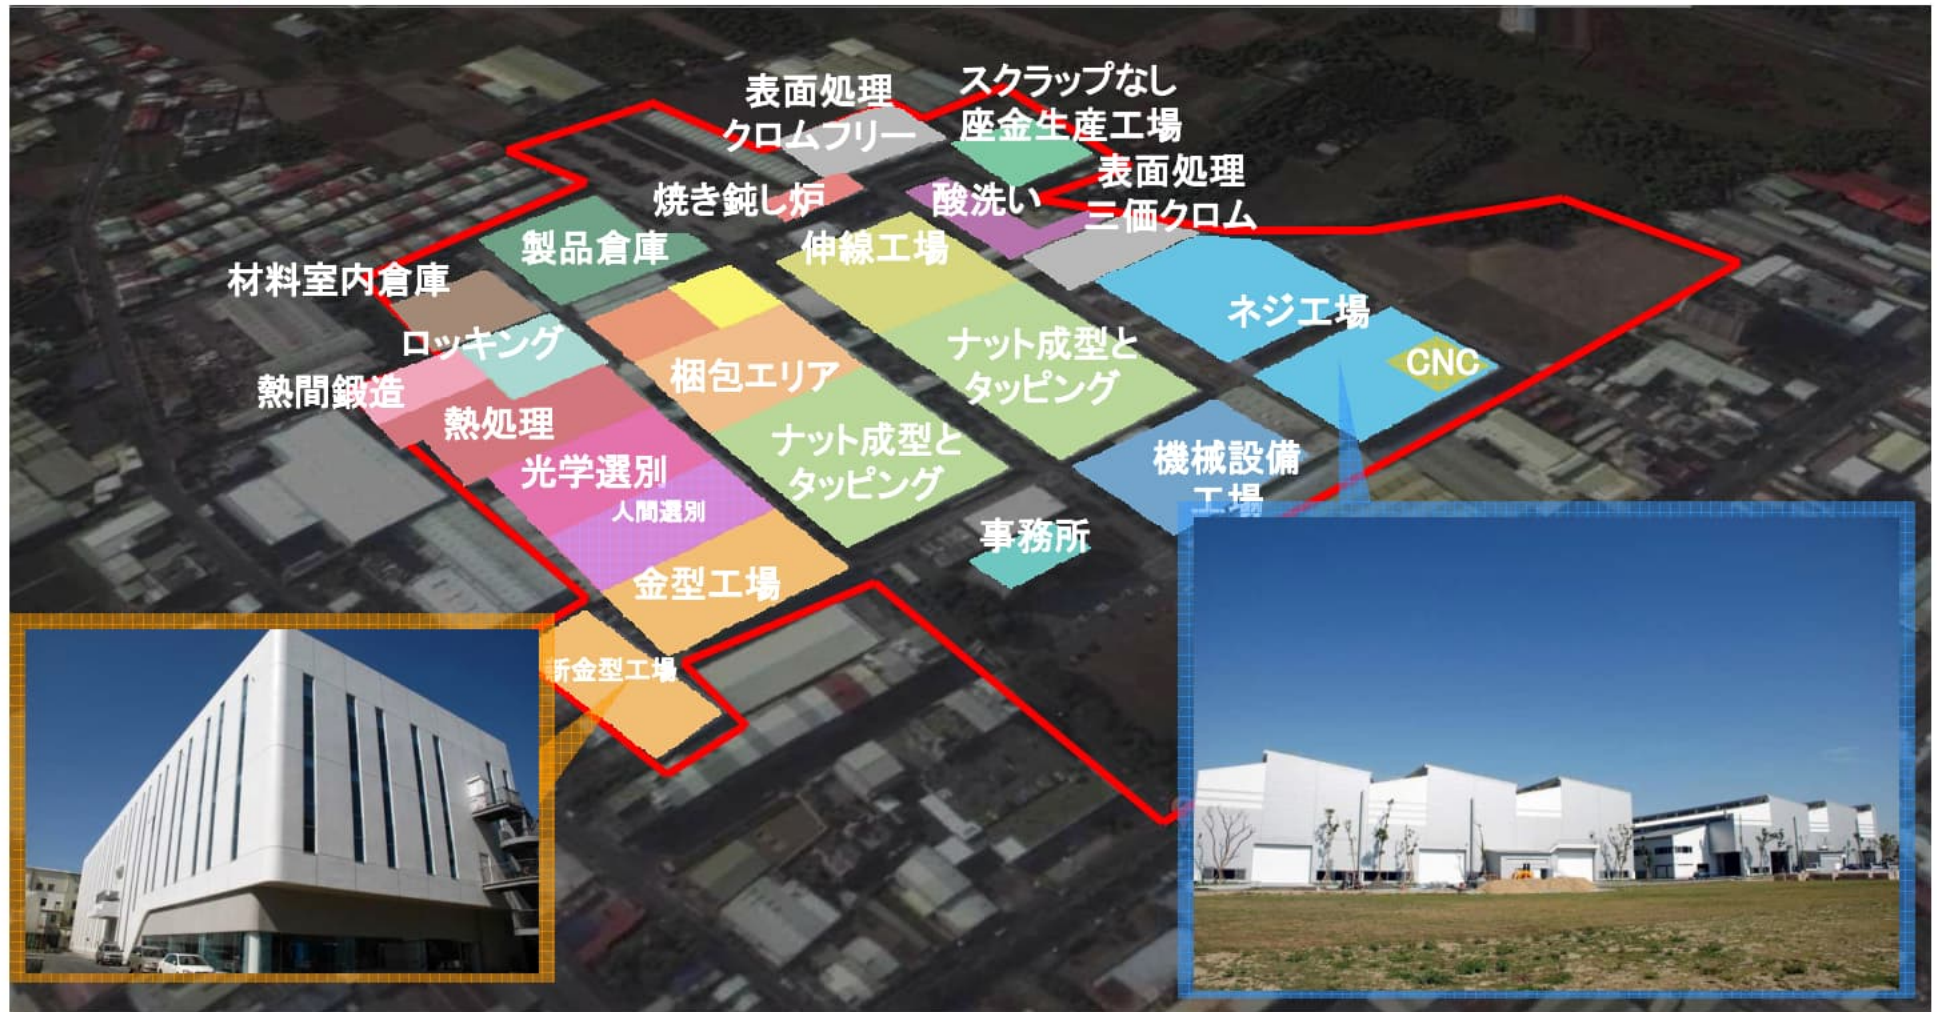 表面処理
クロムフリー
スクラップなし
座金生産工場
表面処理
三価クロム
焼き鈍し炉
酸洗い
製品倉庫
伸線工場
材料室内倉庫
ネジ工場
ロッキング
ナット成型と
タッピング
CNC
梱包エリア
熱間鍛造
熱処理
ナット成型と
タッピング
機械設備
工場
光学選別
人間選別
事務所
金型工場
新金型工場